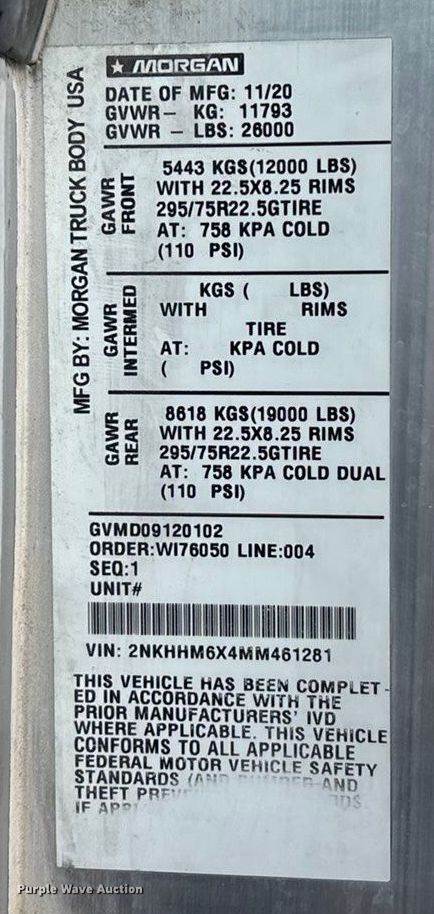 MORGAN
MFG BY: MORGAN TRUCK BODY USA
DATE OF MFG: 11/20
GVWR– KG: 11793
GVWR – LBS: 26000
GAWR
FRONT
5443 KGS(12000 LBS)
WITH 22.5X8.25 RIMS
295/75R22.5GTIRE
AT: 758 KPA COLD
(110 PSI)
GAWR
INTERMED
KGS ( LBS)
WITH RIMS
TIRE
AT: KPA COLD
( PSI)
GAWR
REAR
8618 KGS(19000 LBS)
WITH 22.5X8.25 RIMS
295/75R22.5GTIRE
AT: 758 KPA COLD DUAL
(110 PSI)
GVMD09120102
ORDER:WI76050 LINE:004
SEQ:1
UNIT#
VIN: 2NKHHM6X4MM461281
THIS VEHICLE HAS BEEN COMPLET-
ED IN ACCORDANCE WITH THE
PRIOR MANUFACTURERS' IVD
WHERE APPLICABLE. THIS VEHICLE
CONFORMS TO ALL APPLICABLE
FEDERAL MOTOR VEHICLE SAFETY
STANDARDS (AND BUMPER AND
THEFT
IF
Purple Wave Auction